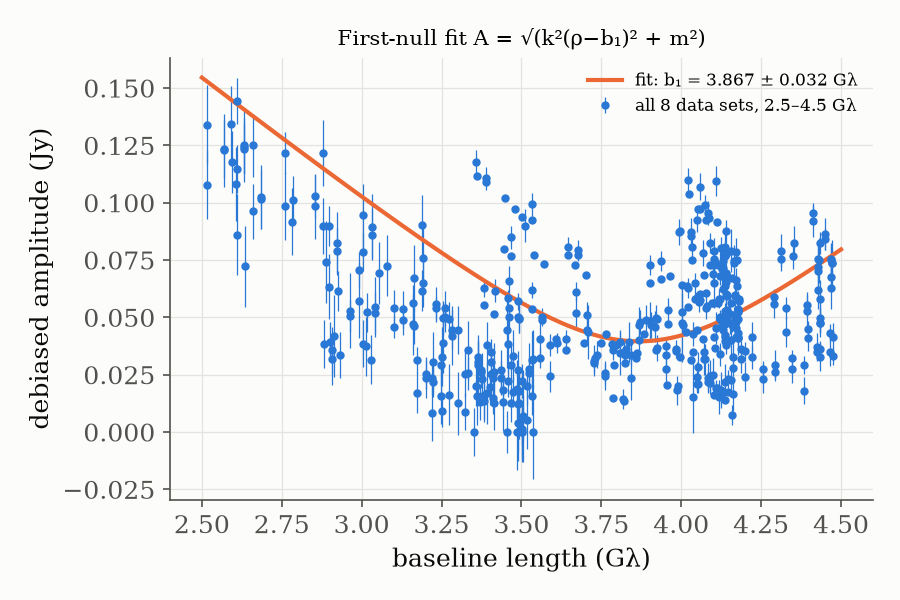 First-null fit A = √(k²(ρ−b₁)² + m²)
fit: b₁ = 3.867 ± 0.032 Gλ
all 8 data sets, 2.5–4.5 Gλ
debiased amplitude (Jy)
0.150
0.125
0.100
0.075
0.050
0.025
0.000
−0.025
2.50 2.75 3.00 3.25 3.50 3.75 4.00 4.25 4.50
baseline length (Gλ)